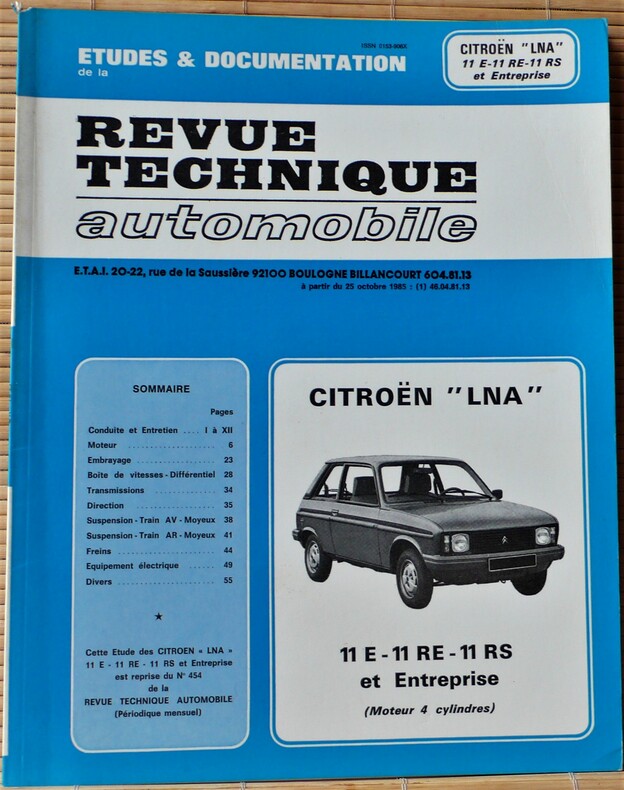 ETUDES & DOCUMENTATION
de la
CITROËN "LNA"
11 E-11 RE-11 RS
et Entreprise
REVUE
TECHNIQUE
automobile
E.T.A.I. 20-22, rue de la Saussière 92100 BOULOGNE BILLANCOURT 604.81.13
à partir du 25 octobre 1985 : (1) 46.04.81.13
SOMMAIRE
Pages
Conduite et Entretien .... I à XII
Moteur .................. 6
Embrayage ................ 23
Boite de vitesses - Différentiel 28
Transmissions ............. 34
Direction .................. 35
Suspension - Train AV - Moyeux 38
Suspension - Train AR - Moyeux 41
Freins .................... 44
Equipement électrique ...... 49
Divers .................... 55
★
Cette Etude des CITROEN « LNA »
11 E - 11 RE - 11 RS et Entreprise
est reprise du N° 454
de la
REVUE TECHNIQUE AUTOMOBILE
(Périodique mensuel)
CITROËN "LNA"
11 E - 11 RE - 11 RS
et Entreprise
(Moteur 4 cylindres)